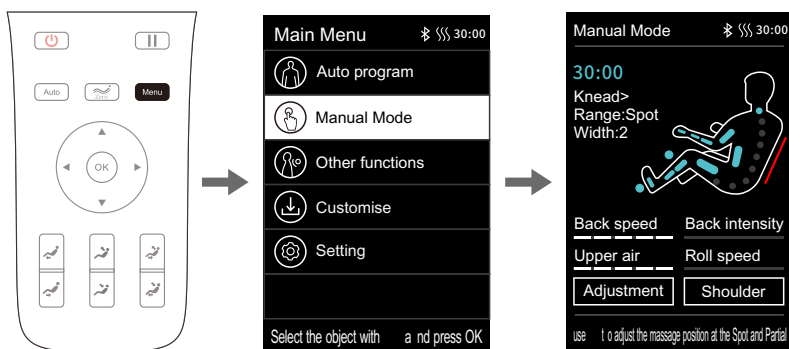 Auto
Zero
Menu
OK
Main Menu
30:00
Auto program
Manual Mode
Other functions
Customise
Setting
Select the object with a nd press OK
Manual Mode
30:00
30:00
Knead>
Range:Spot
Width:2
Back speed
Back intensity
Upper air
Roll speed
Adjustment
Shoulder
use t o adjust the massage position at the Spot and Partial